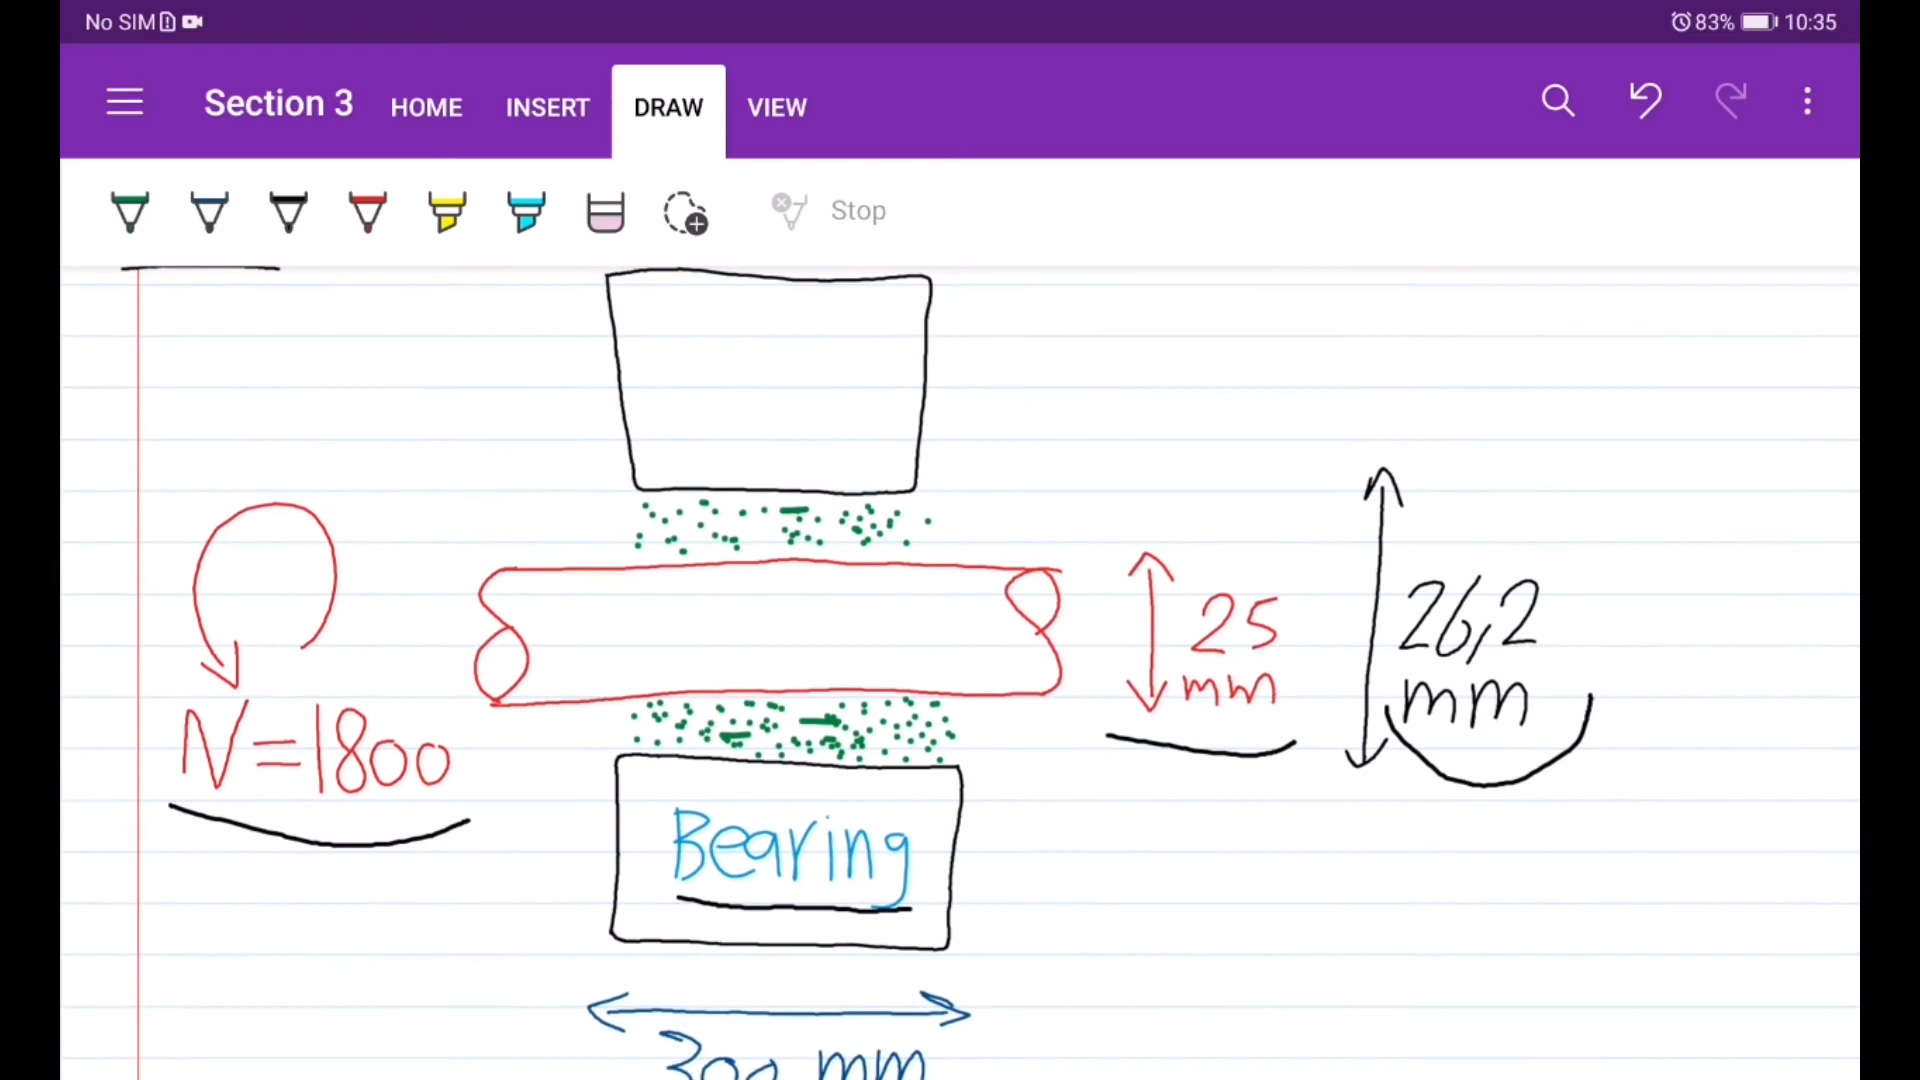 No SIM
83% 10:35
Section 3 HOME INSERT DRAW VIEW
Stop
25
mm
26,2
mm
N=1800
Bearing
300 mm